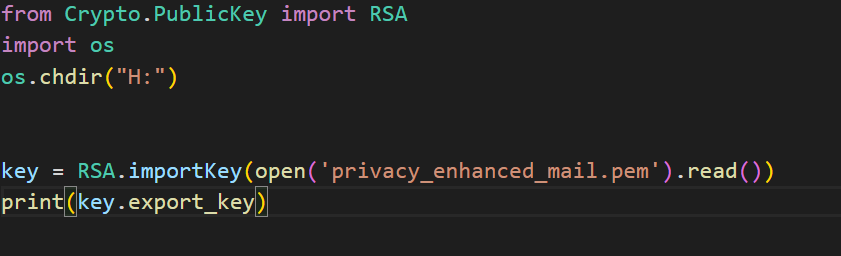 from Crypto.PublicKey import RSA
import os
os.chdir("H:")
key = RSA.importKey(open('privacy_enhanced_mail.pem').read())
print(key.export_key)